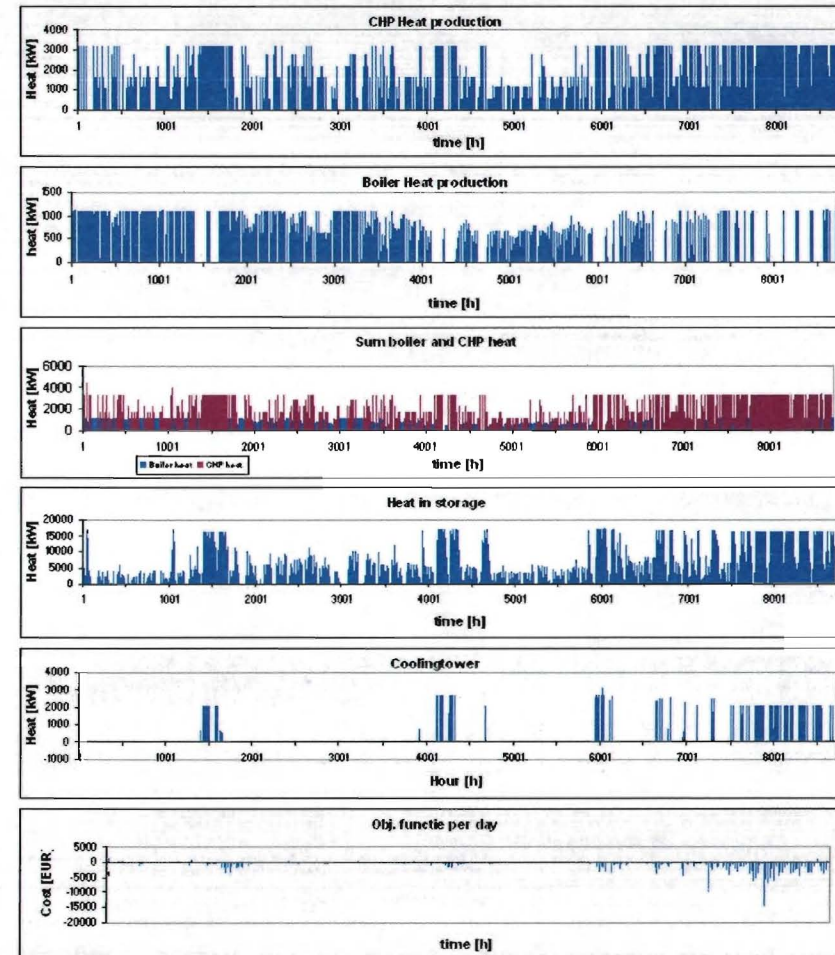 CHP Heat production
Heat [kW]
4000
3000
2000
1000
0
1 1001 2001 3001 4001 5001 6001 7001 8001
time [h]
Boiler Heat production
heat [kW]
1500
1000
500
0
1 1001 2001 3001 4001 5001 6001 7001 8001
time [h]
Sum boiler and CHP heat
Heat [kW]
6000
4000
2000
0
1 1001 2001 3001 4001 5001 6001 7001 8001
Boiler heat CHP heat
time [h]
Heat in storage
Heat [kW]
20000
15000
10000
5000
0
1 1001 2001 3001 4001 5001 6001 7001 8001
time [h]
Coolingtower
Heat [kW]
4000
3000
2000
1000
0
-1000
1 1001 2001 3001 4001 5001 6001 7001 8001
Hour [h]
Obj. functie per day
Cost [EUR]
5000
0
-5000
-10000
-15000
-20000
time [h]